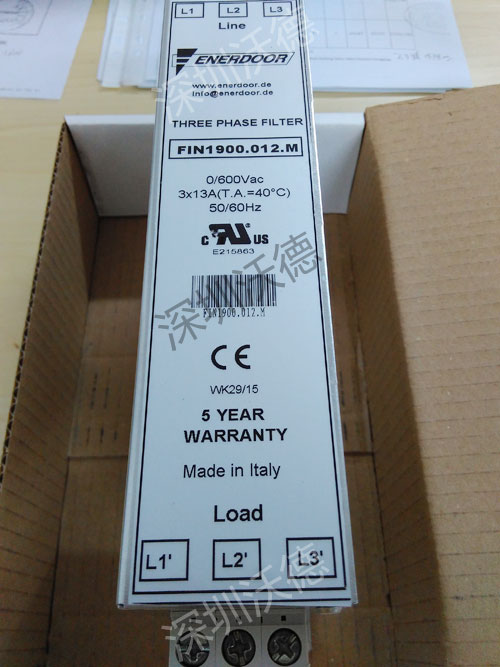 L1 L2 L3
Line
ENERDOOR
www.enerdoor.de
info@enerdoor.de
THREE PHASE FILTER
FIN1900.012.M
0/600Vac
3x13A(T.A.=40°C)
50/60Hz
C UR US
E215863
FIN1900.012.M
CE
WK29/15
5 YEAR
WARRANTY
Made in Italy
Load
L1' L2' L3'
深圳沃德
深圳沃德
深圳沃德